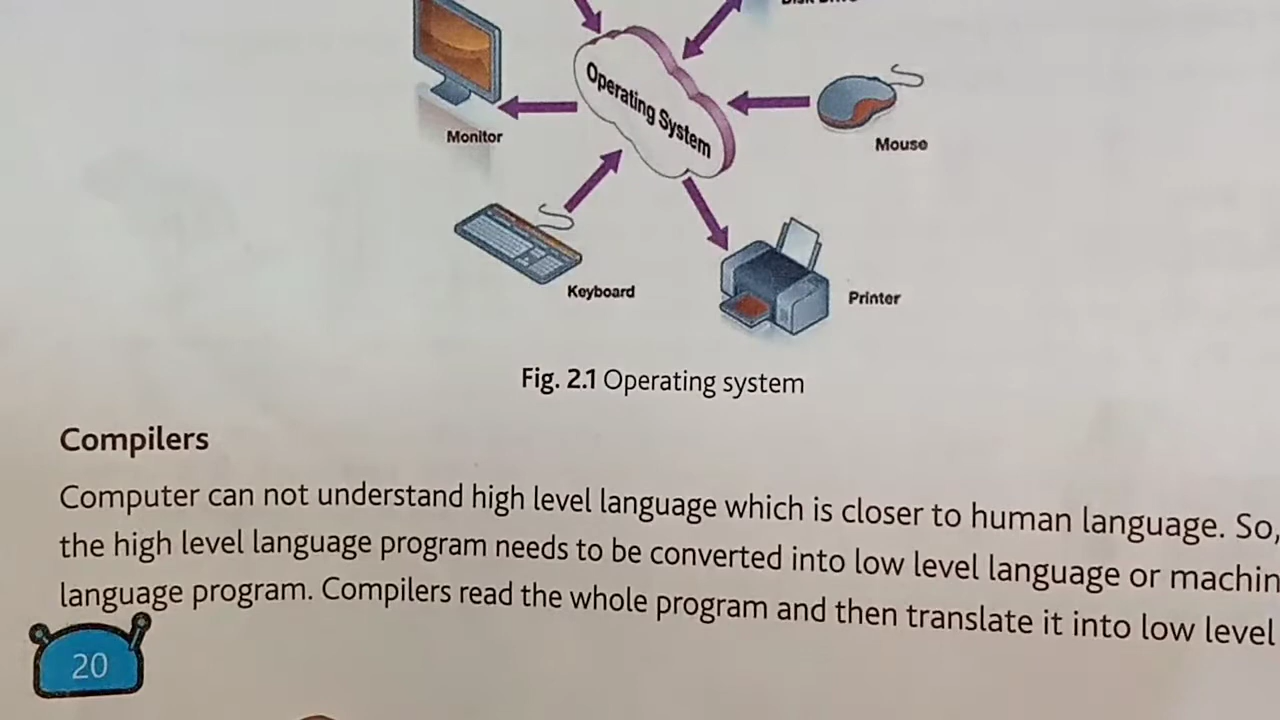 Operating System
Monitor
Mouse
Keyboard
Printer
Fig. 2.1 Operating system
Compilers
Computer can not understand high level language which is closer to human language. So,
the high level language program needs to be converted into low level language or machin
language program. Compilers read the whole program and then translate it into low level
20